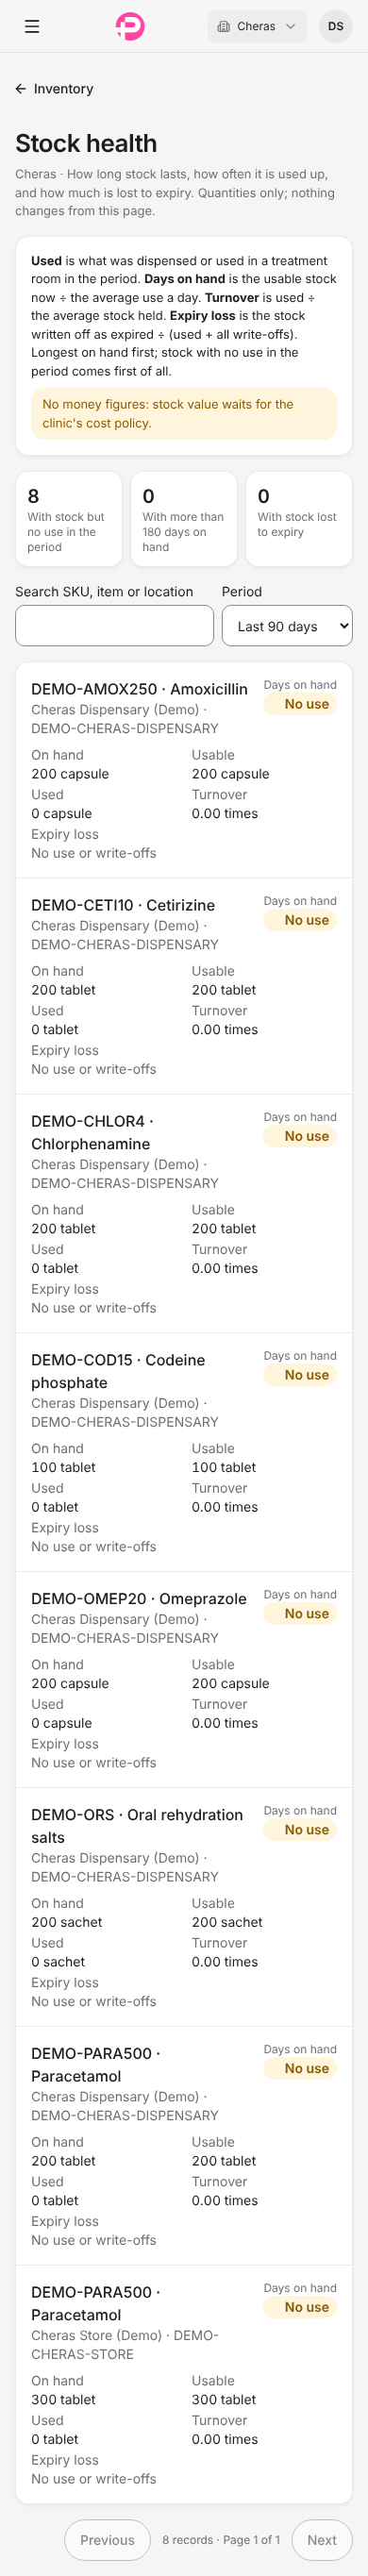 Cheras
DS
Inventory
Stock health
Cheras · How long stock lasts, how often it is used up,
and how much is lost to expiry. Quantities only; nothing
changes from this page.
Used is what was dispensed or used in a treatment
room in the period. Days on hand is the usable stock
now ÷ the average use a day. Turnover is used ÷
the average stock held. Expiry loss is the stock
written off as expired ÷ (used + all write-offs).
Longest on hand first; stock with no use in the
period comes first of all.
No money figures: stock value waits for the
clinic's cost policy.
8
With stock but
no use in the
period
0
With more than
180 days on
hand
0
With stock lost
to expiry
Search SKU, item or location
Period
Last 90 days
DEMO-AMOX250 · Amoxicillin
Cheras Dispensary (Demo) ·
DEMO-CHERAS-DISPENSARY
Days on hand
No use
On hand
200 capsule
Usable
200 capsule
Used
0 capsule
Turnover
0.00 times
Expiry loss
No use or write-offs
DEMO-CETI10 · Cetirizine
Cheras Dispensary (Demo) ·
DEMO-CHERAS-DISPENSARY
Days on hand
No use
On hand
200 tablet
Usable
200 tablet
Used
0 tablet
Turnover
0.00 times
Expiry loss
No use or write-offs
DEMO-CHLOR4 ·
Chlorphenamine
Cheras Dispensary (Demo) ·
DEMO-CHERAS-DISPENSARY
Days on hand
No use
On hand
200 tablet
Usable
200 tablet
Used
0 tablet
Turnover
0.00 times
Expiry loss
No use or write-offs
DEMO-COD15 · Codeine
phosphate
Cheras Dispensary (Demo) ·
DEMO-CHERAS-DISPENSARY
Days on hand
No use
On hand
100 tablet
Usable
100 tablet
Used
0 tablet
Turnover
0.00 times
Expiry loss
No use or write-offs
DEMO-OMEP20 · Omeprazole
Cheras Dispensary (Demo) ·
DEMO-CHERAS-DISPENSARY
Days on hand
No use
On hand
200 capsule
Usable
200 capsule
Used
0 capsule
Turnover
0.00 times
Expiry loss
No use or write-offs
DEMO-ORS · Oral rehydration
salts
Cheras Dispensary (Demo) ·
DEMO-CHERAS-DISPENSARY
Days on hand
No use
On hand
200 sachet
Usable
200 sachet
Used
0 sachet
Turnover
0.00 times
Expiry loss
No use or write-offs
DEMO-PARA500 ·
Paracetamol
Cheras Dispensary (Demo) ·
DEMO-CHERAS-DISPENSARY
Days on hand
No use
On hand
200 tablet
Usable
200 tablet
Used
0 tablet
Turnover
0.00 times
Expiry loss
No use or write-offs
DEMO-PARA500 ·
Paracetamol
Cheras Store (Demo) · DEMO-
CHERAS-STORE
Days on hand
No use
On hand
300 tablet
Usable
300 tablet
Used
0 tablet
Turnover
0.00 times
Expiry loss
No use or write-offs
Previous
8 records · Page 1 of 1
Next